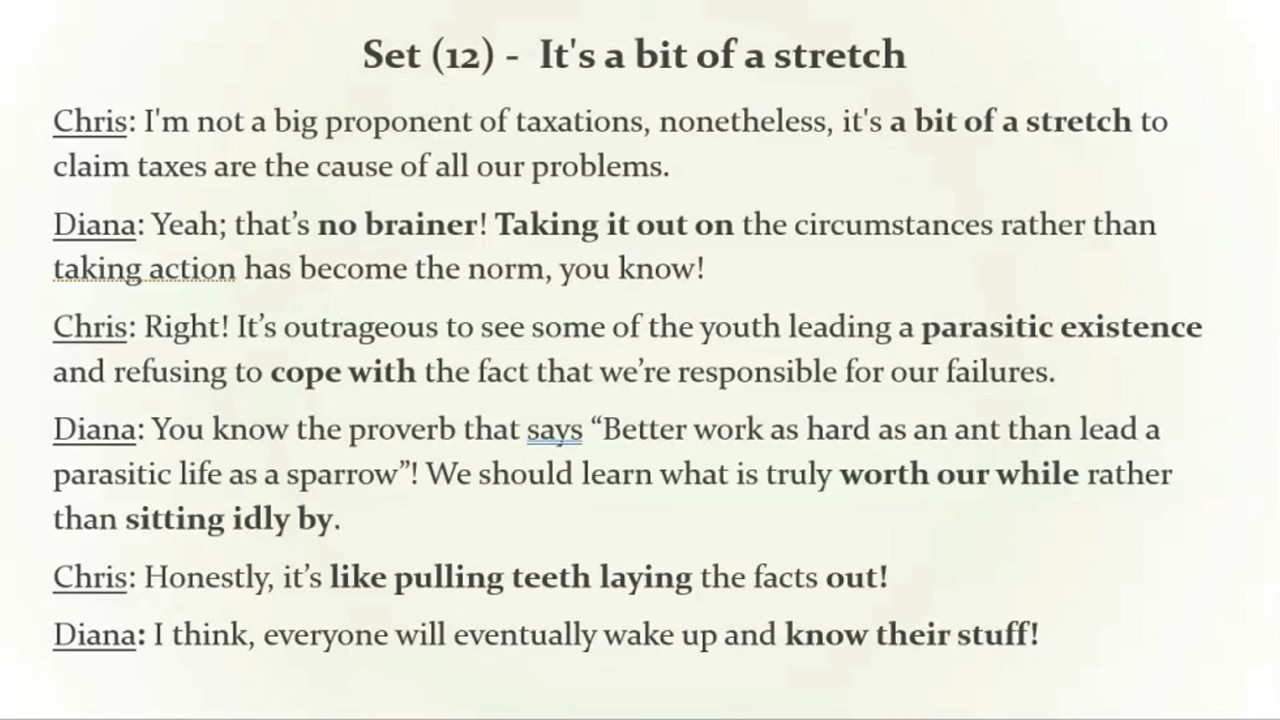 Set (12) - It's a bit of a stretch
Chris: I'm not a big proponent of taxations, nonetheless, it's a bit of a stretch to
claim taxes are the cause of all our problems.
Diana: Yeah; that’s no brainer! Taking it out on the circumstances rather than
taking action has become the norm, you know!
Chris: Right! It’s outrageous to see some of the youth leading a parasitic existence
and refusing to cope with the fact that we’re responsible for our failures.
Diana: You know the proverb that says “Better work as hard as an ant than lead a
parasitic life as a sparrow”! We should learn what is truly worth our while rather
than sitting idly by.
Chris: Honestly, it’s like pulling teeth laying the facts out!
Diana: I think, everyone will eventually wake up and know their stuff!